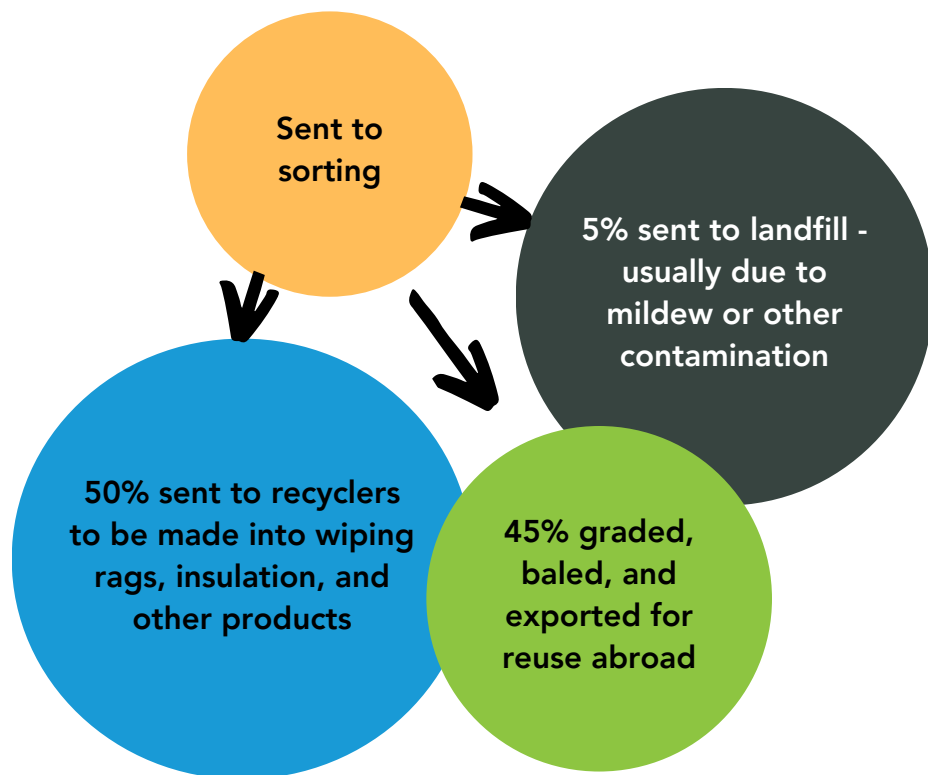 Sent to
sorting
5% sent to landfill -
usually due to
mildew or other
contamination
50% sent to recyclers
to be made into wiping
rags, insulation, and
other products
45% graded,
baled, and
exported for
reuse abroad